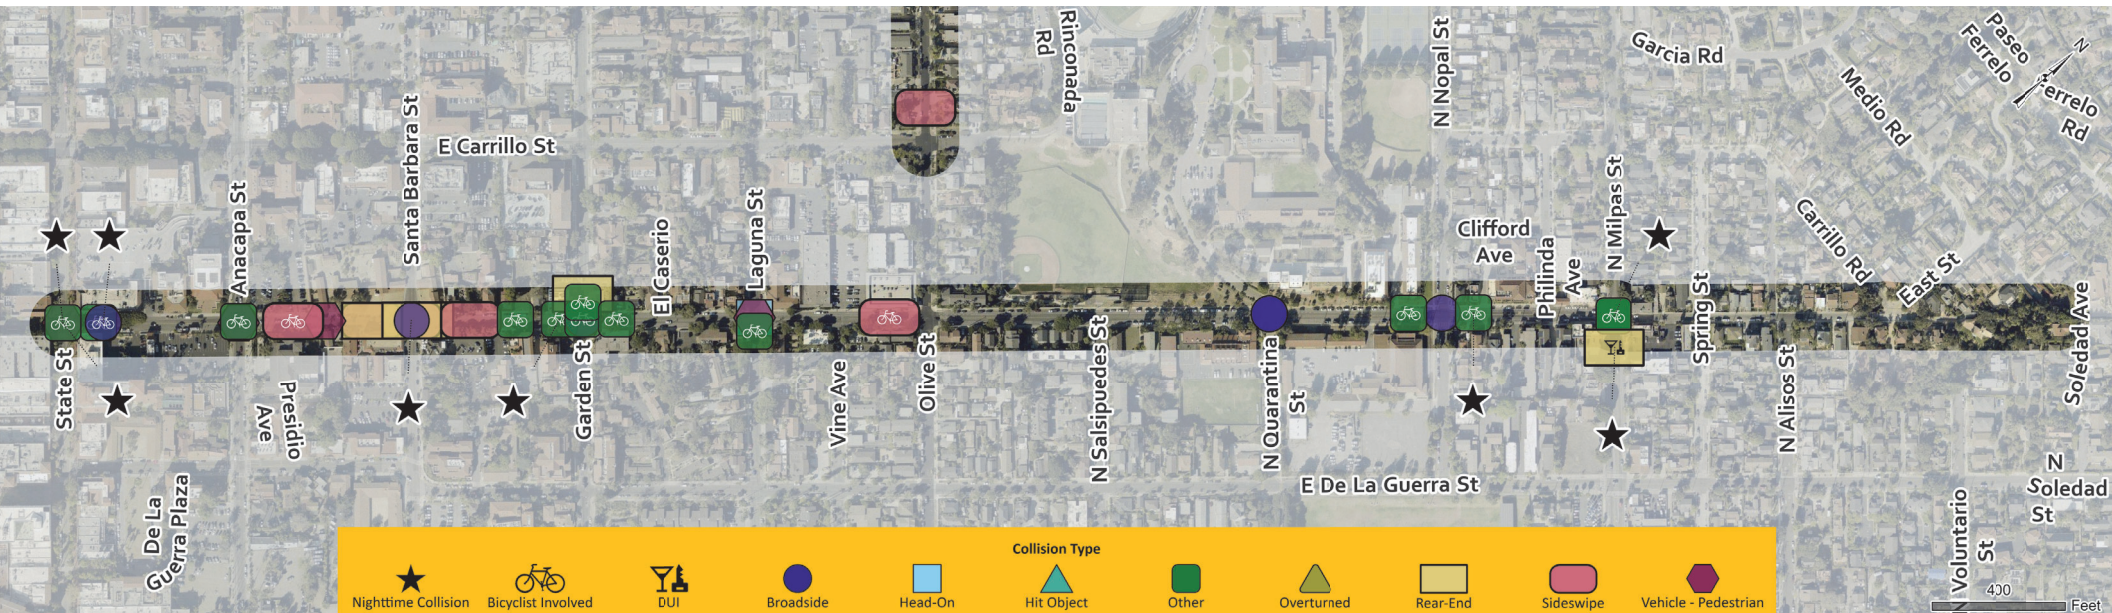 Rinconada
Rd
N Nopal St
Garcia Rd
Paseo
Ferrelo
N
Ferrelo
Rd
Medio Rd
Santa Barbara St
E Carrillo St
Anacapa St
El Caserio
Laguna St
Clifford
Ave
Philinda
Ave
N Milpas St
Carrillo Rd
East St
Spring St
Soledad Ave
State St
Presidio
Ave
Garden St
Vine Ave
Olive St
N Salsipuedes St
N Quarantina
St
N Alisos St
De La
Guerra Plaza
E De La Guerra St
N
Soledad
St
N Voluntario
St
Collision Type
Nighttime Collision
Bicyclist Involved
DUI
Broadside
Head-On
Hit Object
Other
Overturned
Rear-End
Sideswipe
Vehicle - Pedestrian
400
Feet